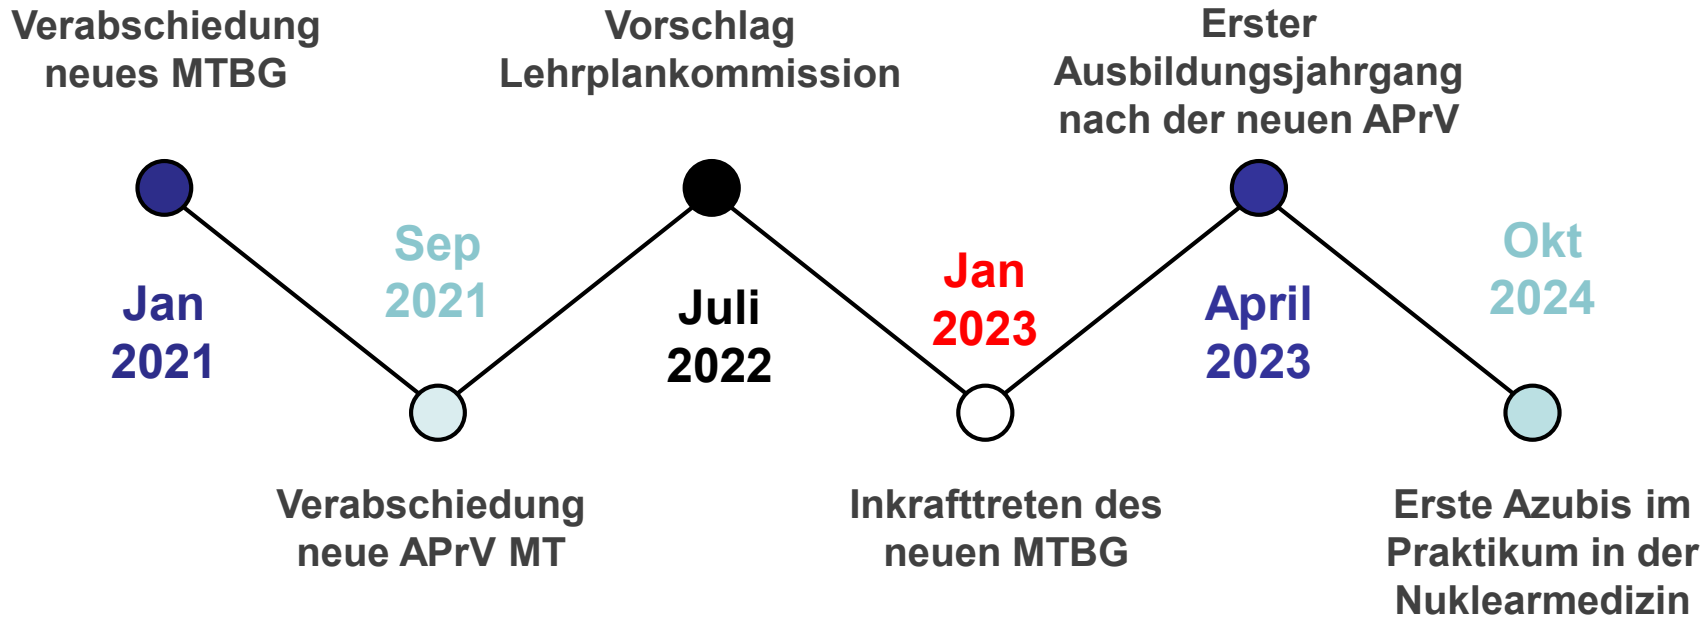 Verabschiedung
neues MTBG
Jan
2021
Sep
2021
Verabschiedung
neue APrV MT
Vorschlag
Lehrplankommission
Juli
2022
Jan
2023
Inkrafttreten des
neuen MTBG
Erster
Ausbildungsjahrgang
nach der neuen APrV
April
2023
Okt
2024
Erste Azubis im
Praktikum in der
Nuklearmedizin